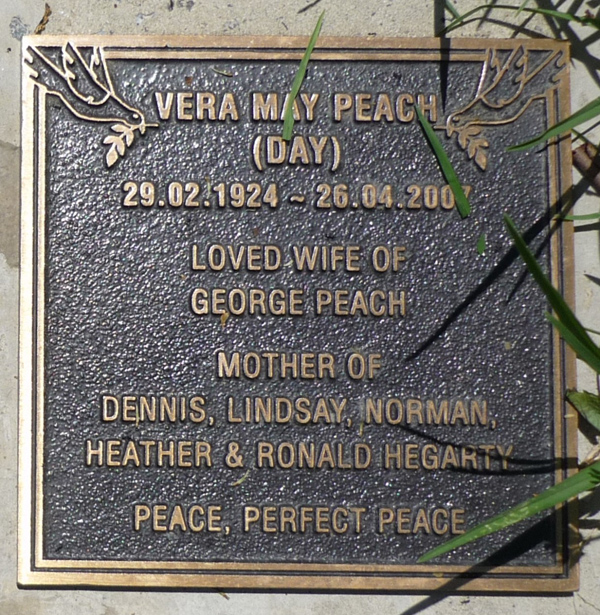 VERA MAY PEACH
(DAY)
29.02.1924 ~ 26.04.2007
LOVED WIFE OF
GEORGE PEACH
MOTHER OF
DENNIS, LINDSAY, NORMAN,
HEATHER & RONALD HEGARTY
PEACE, PERFECT PEACE